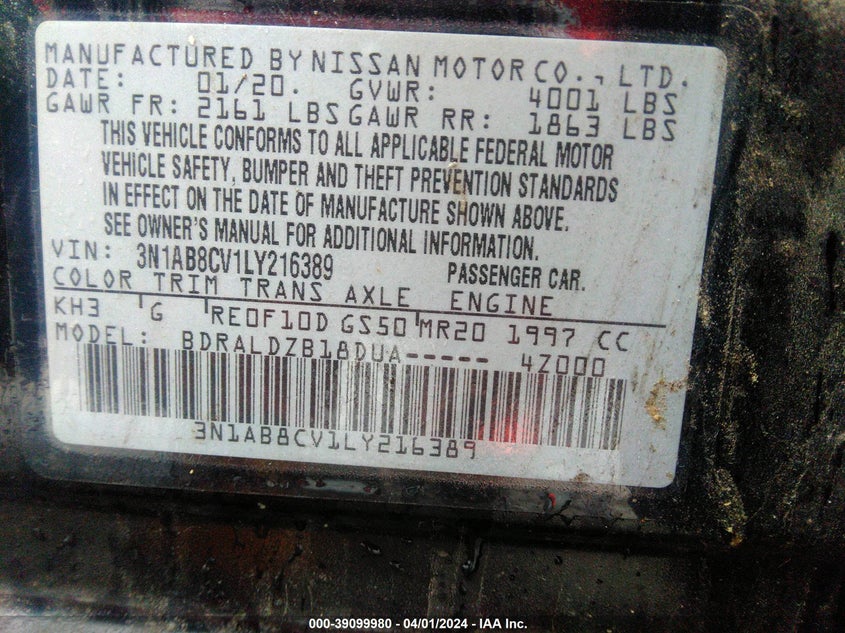 MANUFACTURED BY NISSAN MOTOR CO., LTD.
DATE: 01/20. GVWR: 4001 LBS
GAWR FR: 2161 LBS GAWR RR: 1863 LBS
THIS VEHICLE CONFORMS TO ALL APPLICABLE FEDERAL MOTOR
VEHICLE SAFETY, BUMPER AND THEFT PREVENTION STANDARDS
IN EFFECT ON THE DATE OF MANUFACTURE SHOWN ABOVE.
SEE OWNER'S MANUAL FOR ADDITIONAL INFORMATION.
VIN: 3N1AB8CV1LY216389 PASSENGER CAR.
COLOR TRIM TRANS AXLE ENGINE
KH3 G RE0F10D GS50 MR20 1997 CC
MODEL: BDRALDZB18DUA----- 4Z000
3N1AB8CV1LY216389
000-39099980 - 04/01/2024 - IAA Inc.